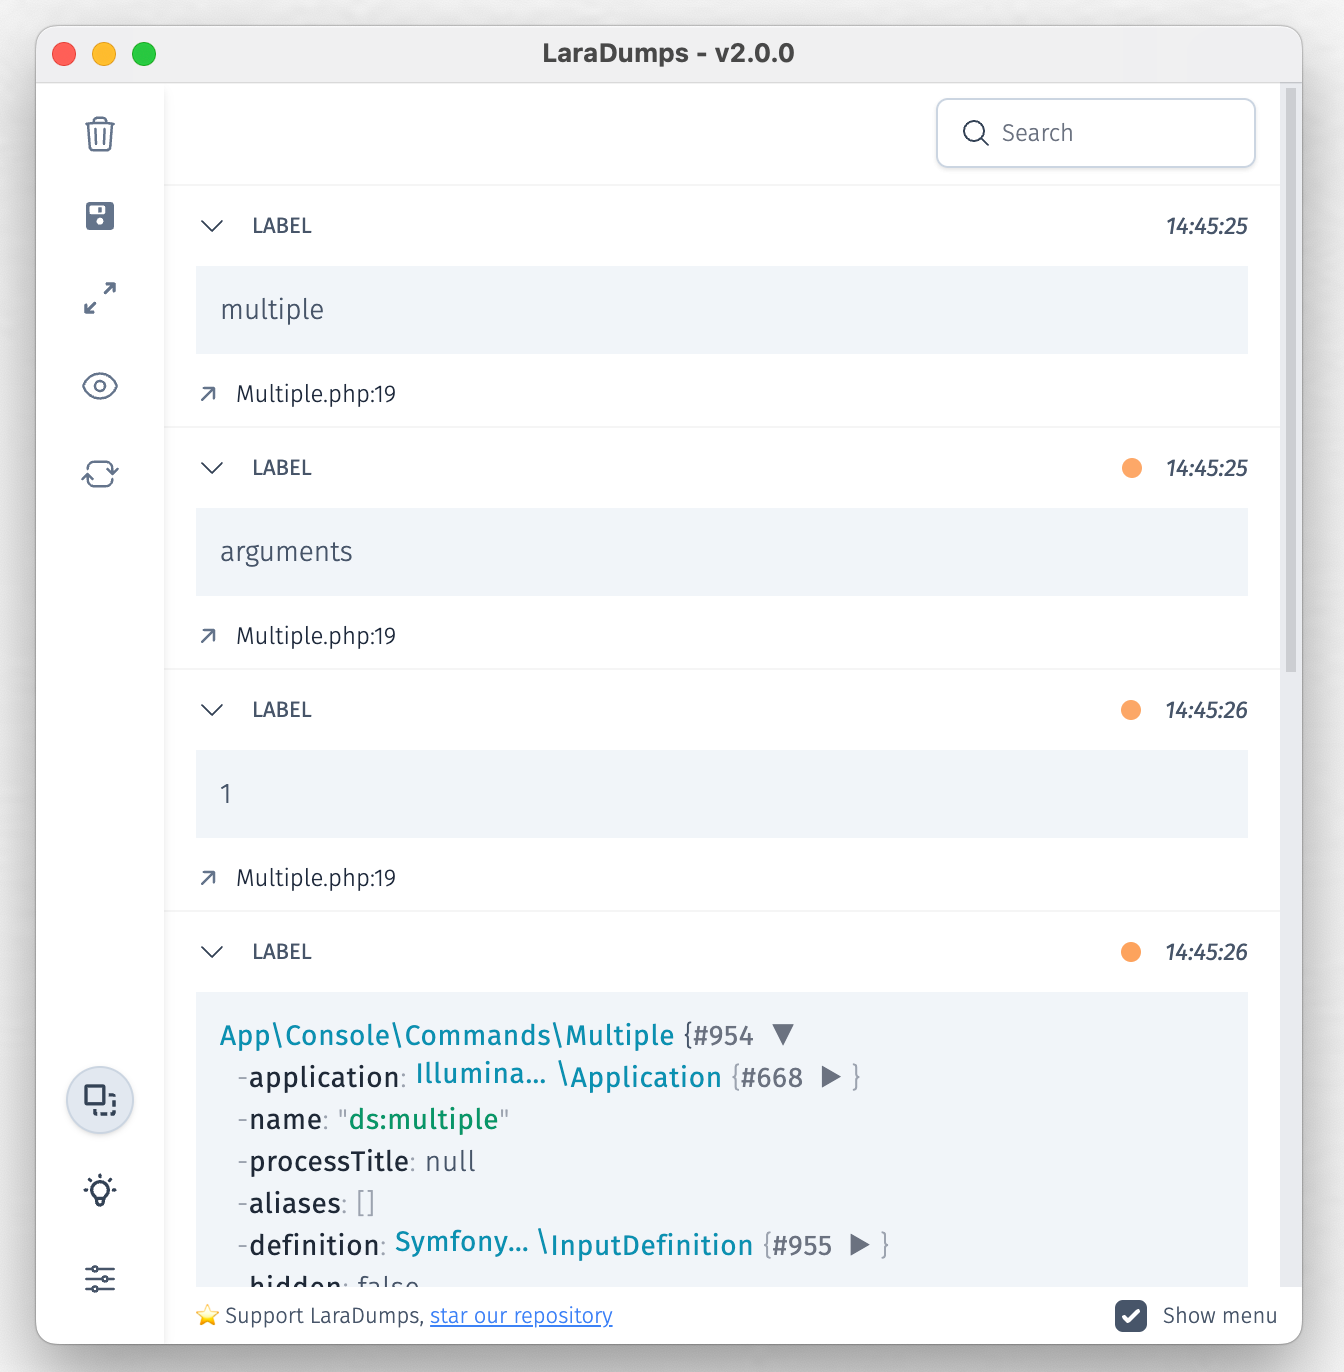 LaraDumps - v2.0.0
Search
LABEL 14:45:25
multiple
Multiple.php:19
LABEL 14:45:25
arguments
Multiple.php:19
LABEL 14:45:26
1
Multiple.php:19
LABEL 14:45:26
App\Console\Commands\Multiple {#954 ▼
-application: Illumina… \Application {#668 ▶ }
-name: "ds:multiple"
-processTitle: null
-aliases: []
-definition: Symfony… \InputDefinition {#955 ▶ }
-hidden: false
⭐ Support LaraDumps, star our repository
Show menu